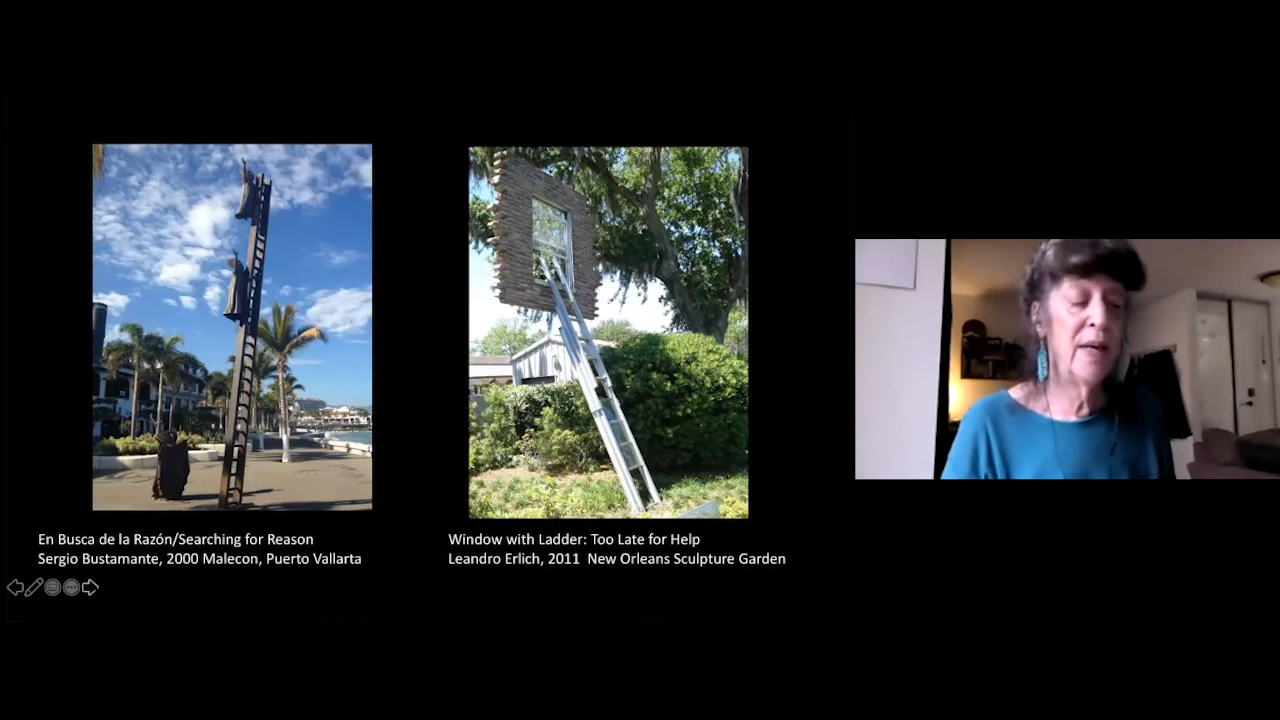 En Busca de la Razón/Searching for Reason
Sergio Bustamante, 2000 Malecon, Puerto Vallarta
Window with Ladder: Too Late for Help
Leandro Erlich, 2011 New Orleans Sculpture Garden